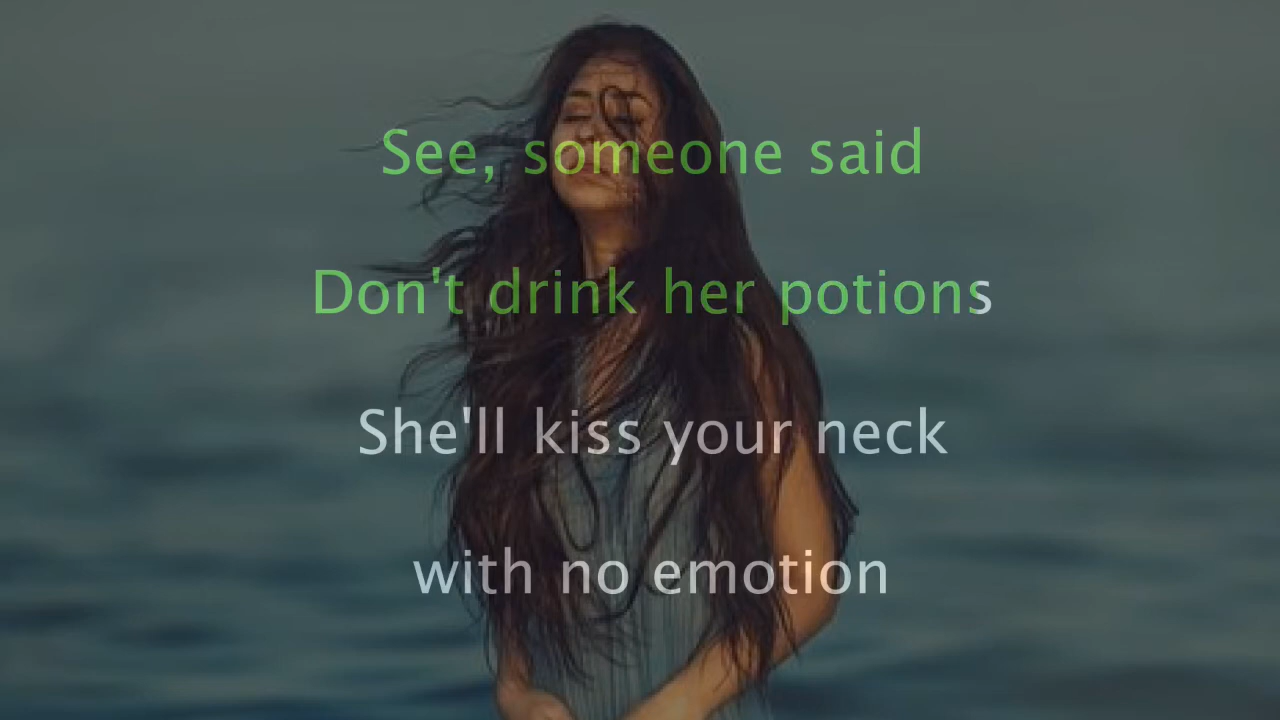 See, someone said
Don't drink her potions
She'll kiss your neck
with no emotion